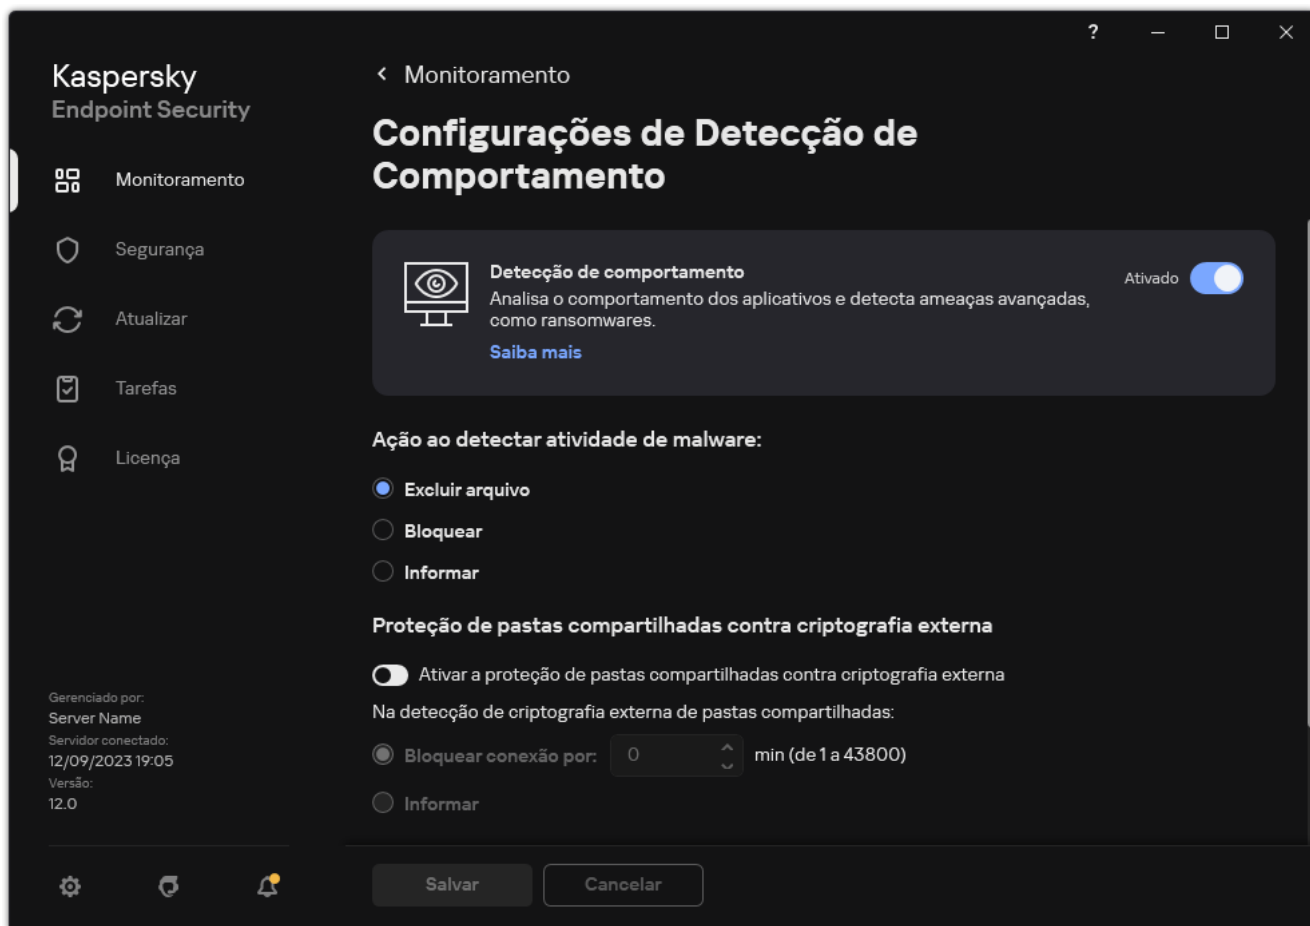 ?
Kaspersky
Endpoint Security
Monitoramento
Segurança
Atualizar
Tarefas
Licença
Gerenciado por:
Server Name
Servidor conectado:
12/09/2023 19:05
Versão:
12.0
Monitoramento
Configurações de Detecção de
Comportamento
Detecção de comportamento
Analisa o comportamento dos aplicativos e detecta ameaças avançadas,
como ransomwares.
Saiba mais
Ativado
Ação ao detectar atividade de malware:
Excluir arquivo
Bloquear
Informar
Proteção de pastas compartilhadas contra criptografia externa
Ativar a proteção de pastas compartilhadas contra criptografia externa
Na detecção de criptografia externa de pastas compartilhadas:
Bloquear conexão por: 0 min (de 1 a 43800)
Informar
Salvar
Cancelar